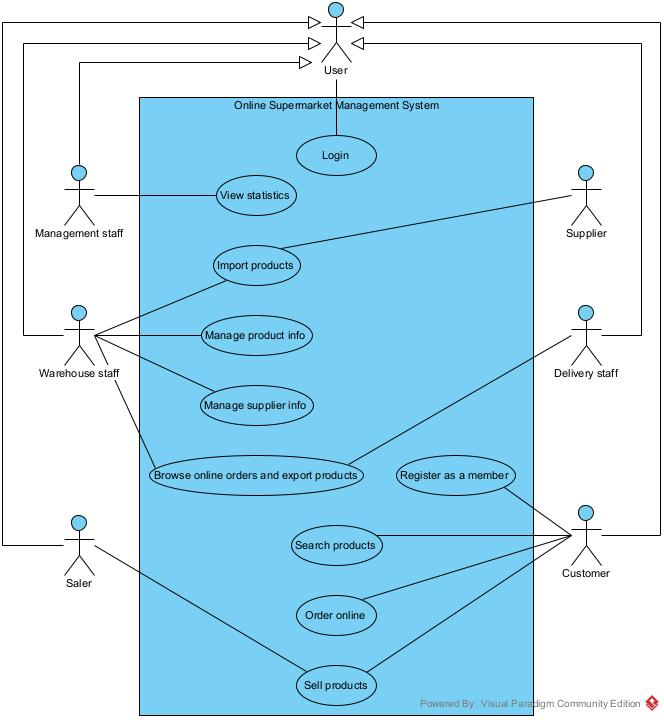 User
Online Supermarket Management System
Login
View statistics
Management staff
Supplier
Import products
Manage product info
Warehouse staff
Delivery staff
Manage supplier info
Browse online orders and export products
Register as a member
Search products
Saler
Customer
Order online
Sell products
Powered By: Visual Paradigm Community Edition